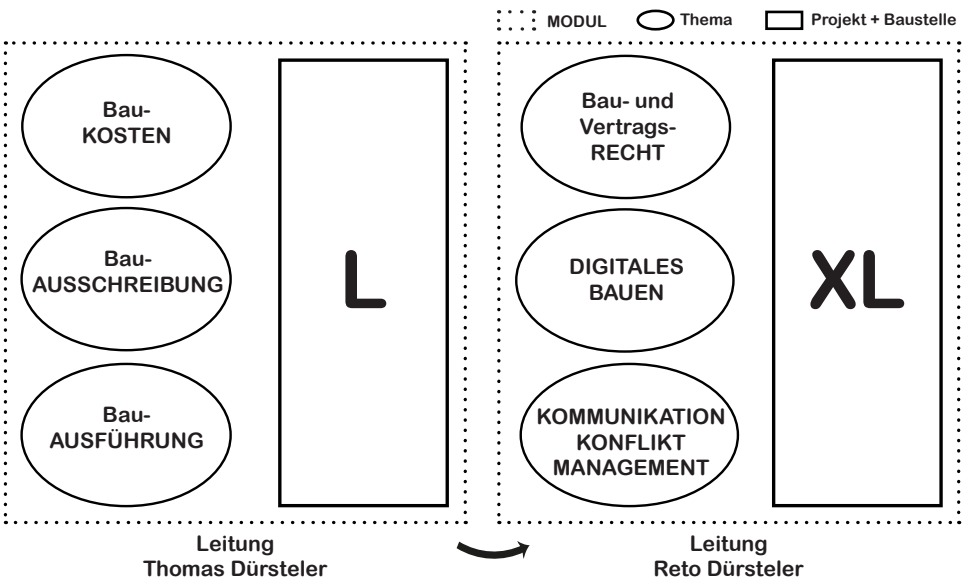 MODUL Thema Projekt + Baustelle
Bau-
KOSTEN
Bau-
AUSSCHREIBUNG
Bau-
AUSFÜHRUNG
L
Leitung
Thomas Dürsteler
Bau- und
Vertrags-
RECHT
DIGITALES
BAUEN
KOMMUNIKATION
KONFLIKT
MANAGEMENT
XL
Leitung
Reto Dürsteler